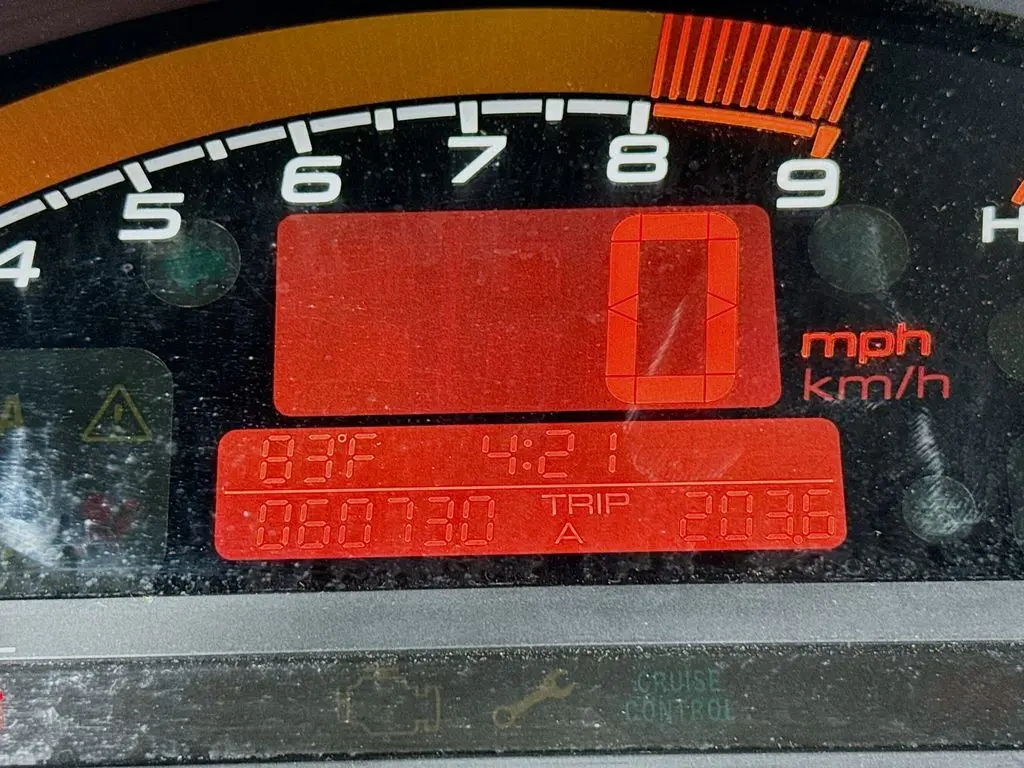 4 5 6 7 8 9 H
0
mph
km/h
83°F 4:21
060730 TRIP A 203.6
CRUISE
CONTROL